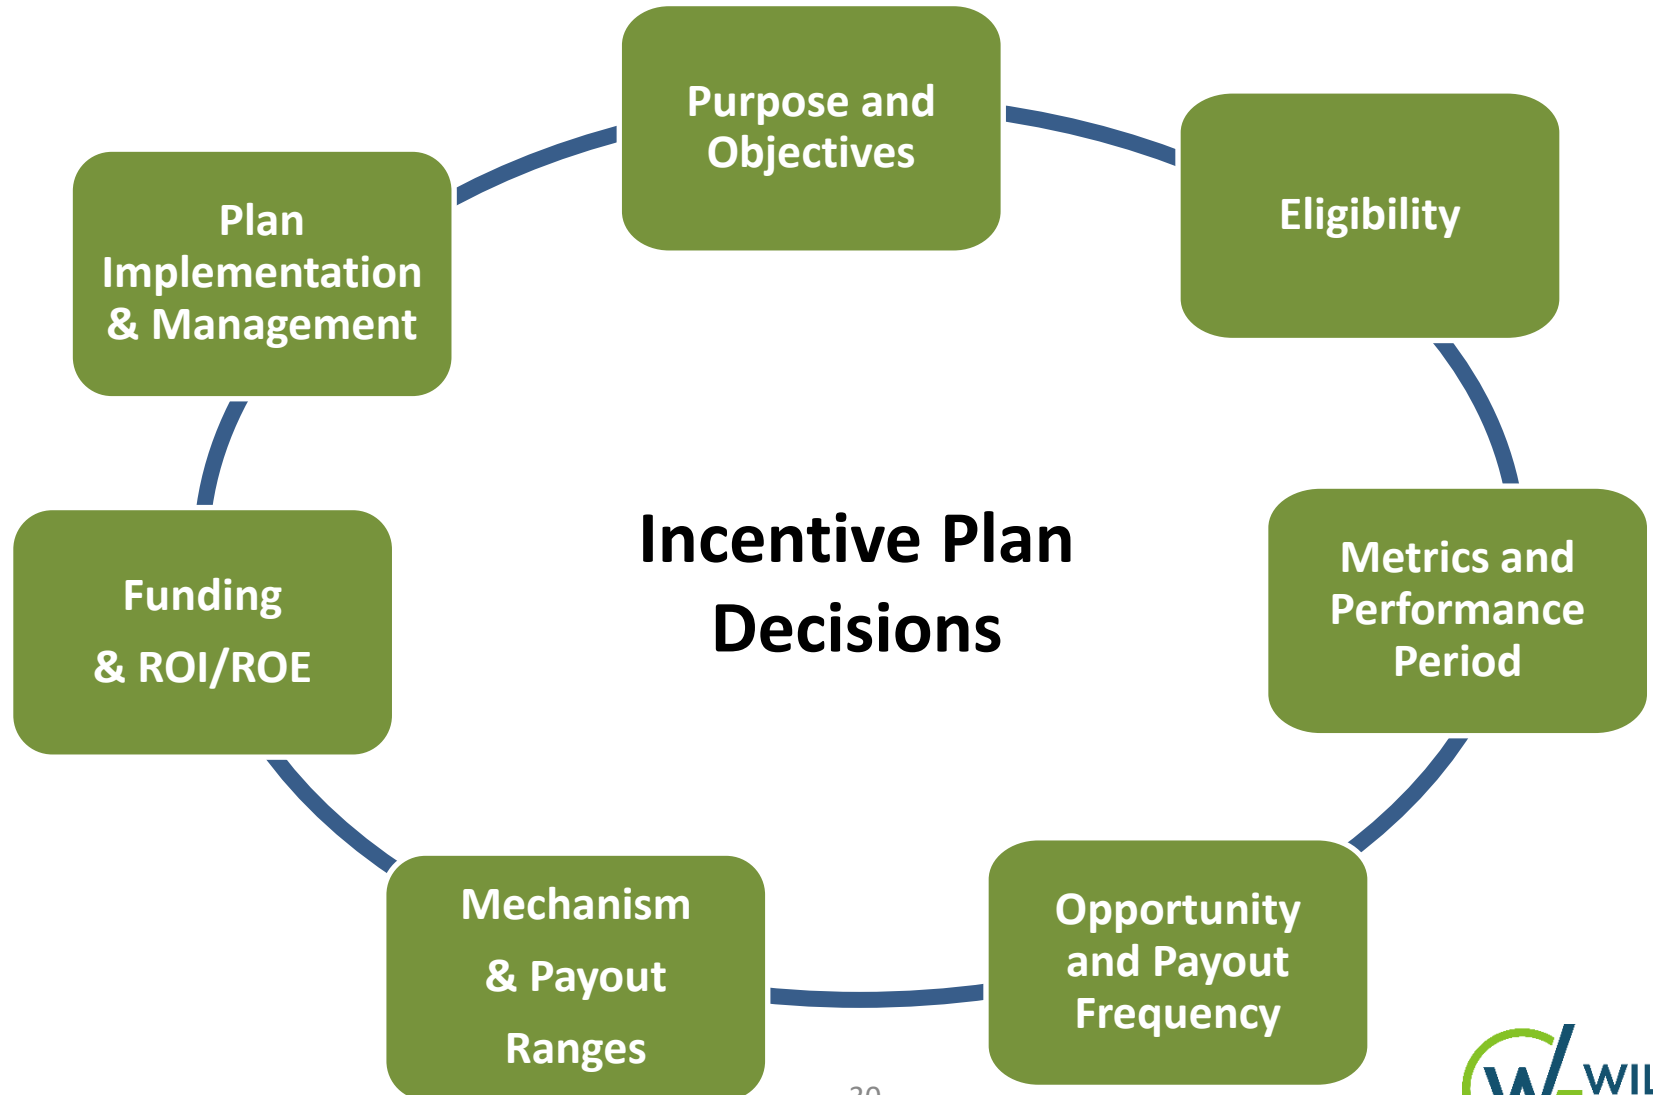 Purpose and
Objectives
Eligibility
Plan
Implementation
& Management
Incentive Plan
Decisions
Metrics and
Performance
Period
Funding
& ROI/ROE
Mechanism
& Payout
Ranges
Opportunity
and Payout
Frequency